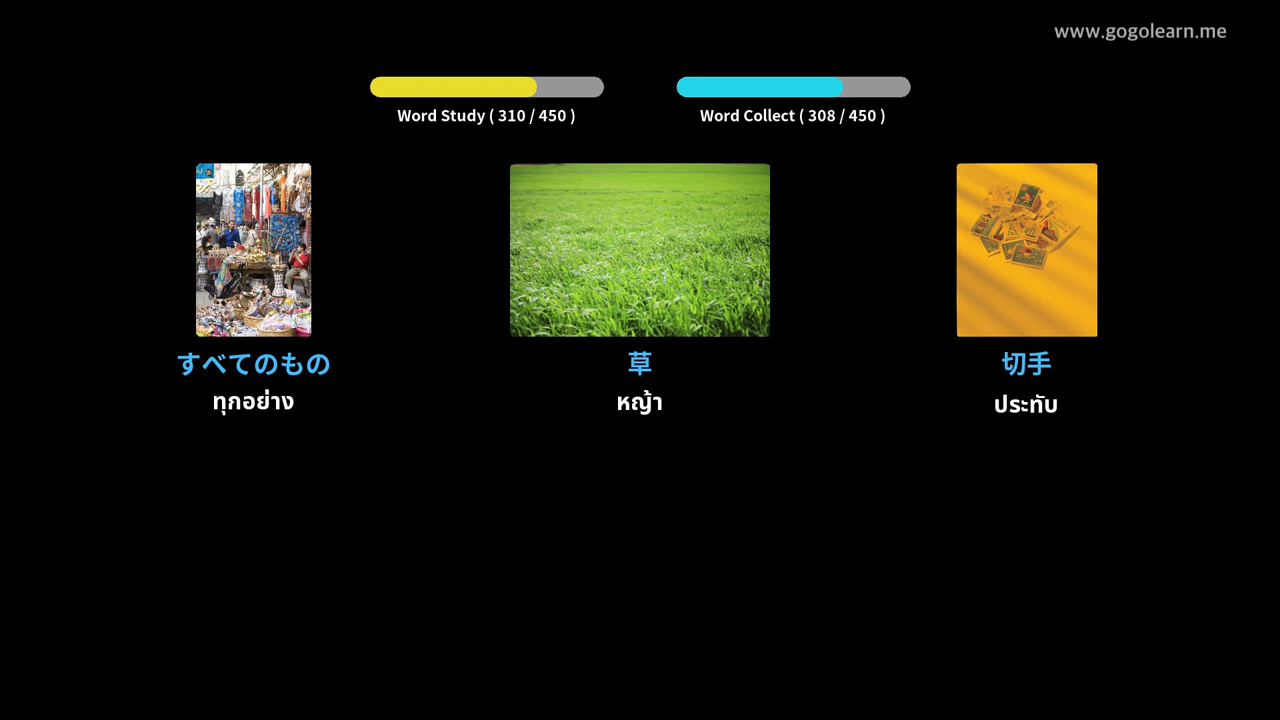 www.gogolearn.me
Word Study ( 310 / 450 )
Word Collect ( 308 / 450 )
すべてのもの
草
切手
ทุกอย่าง
หญ้า
ประทับ